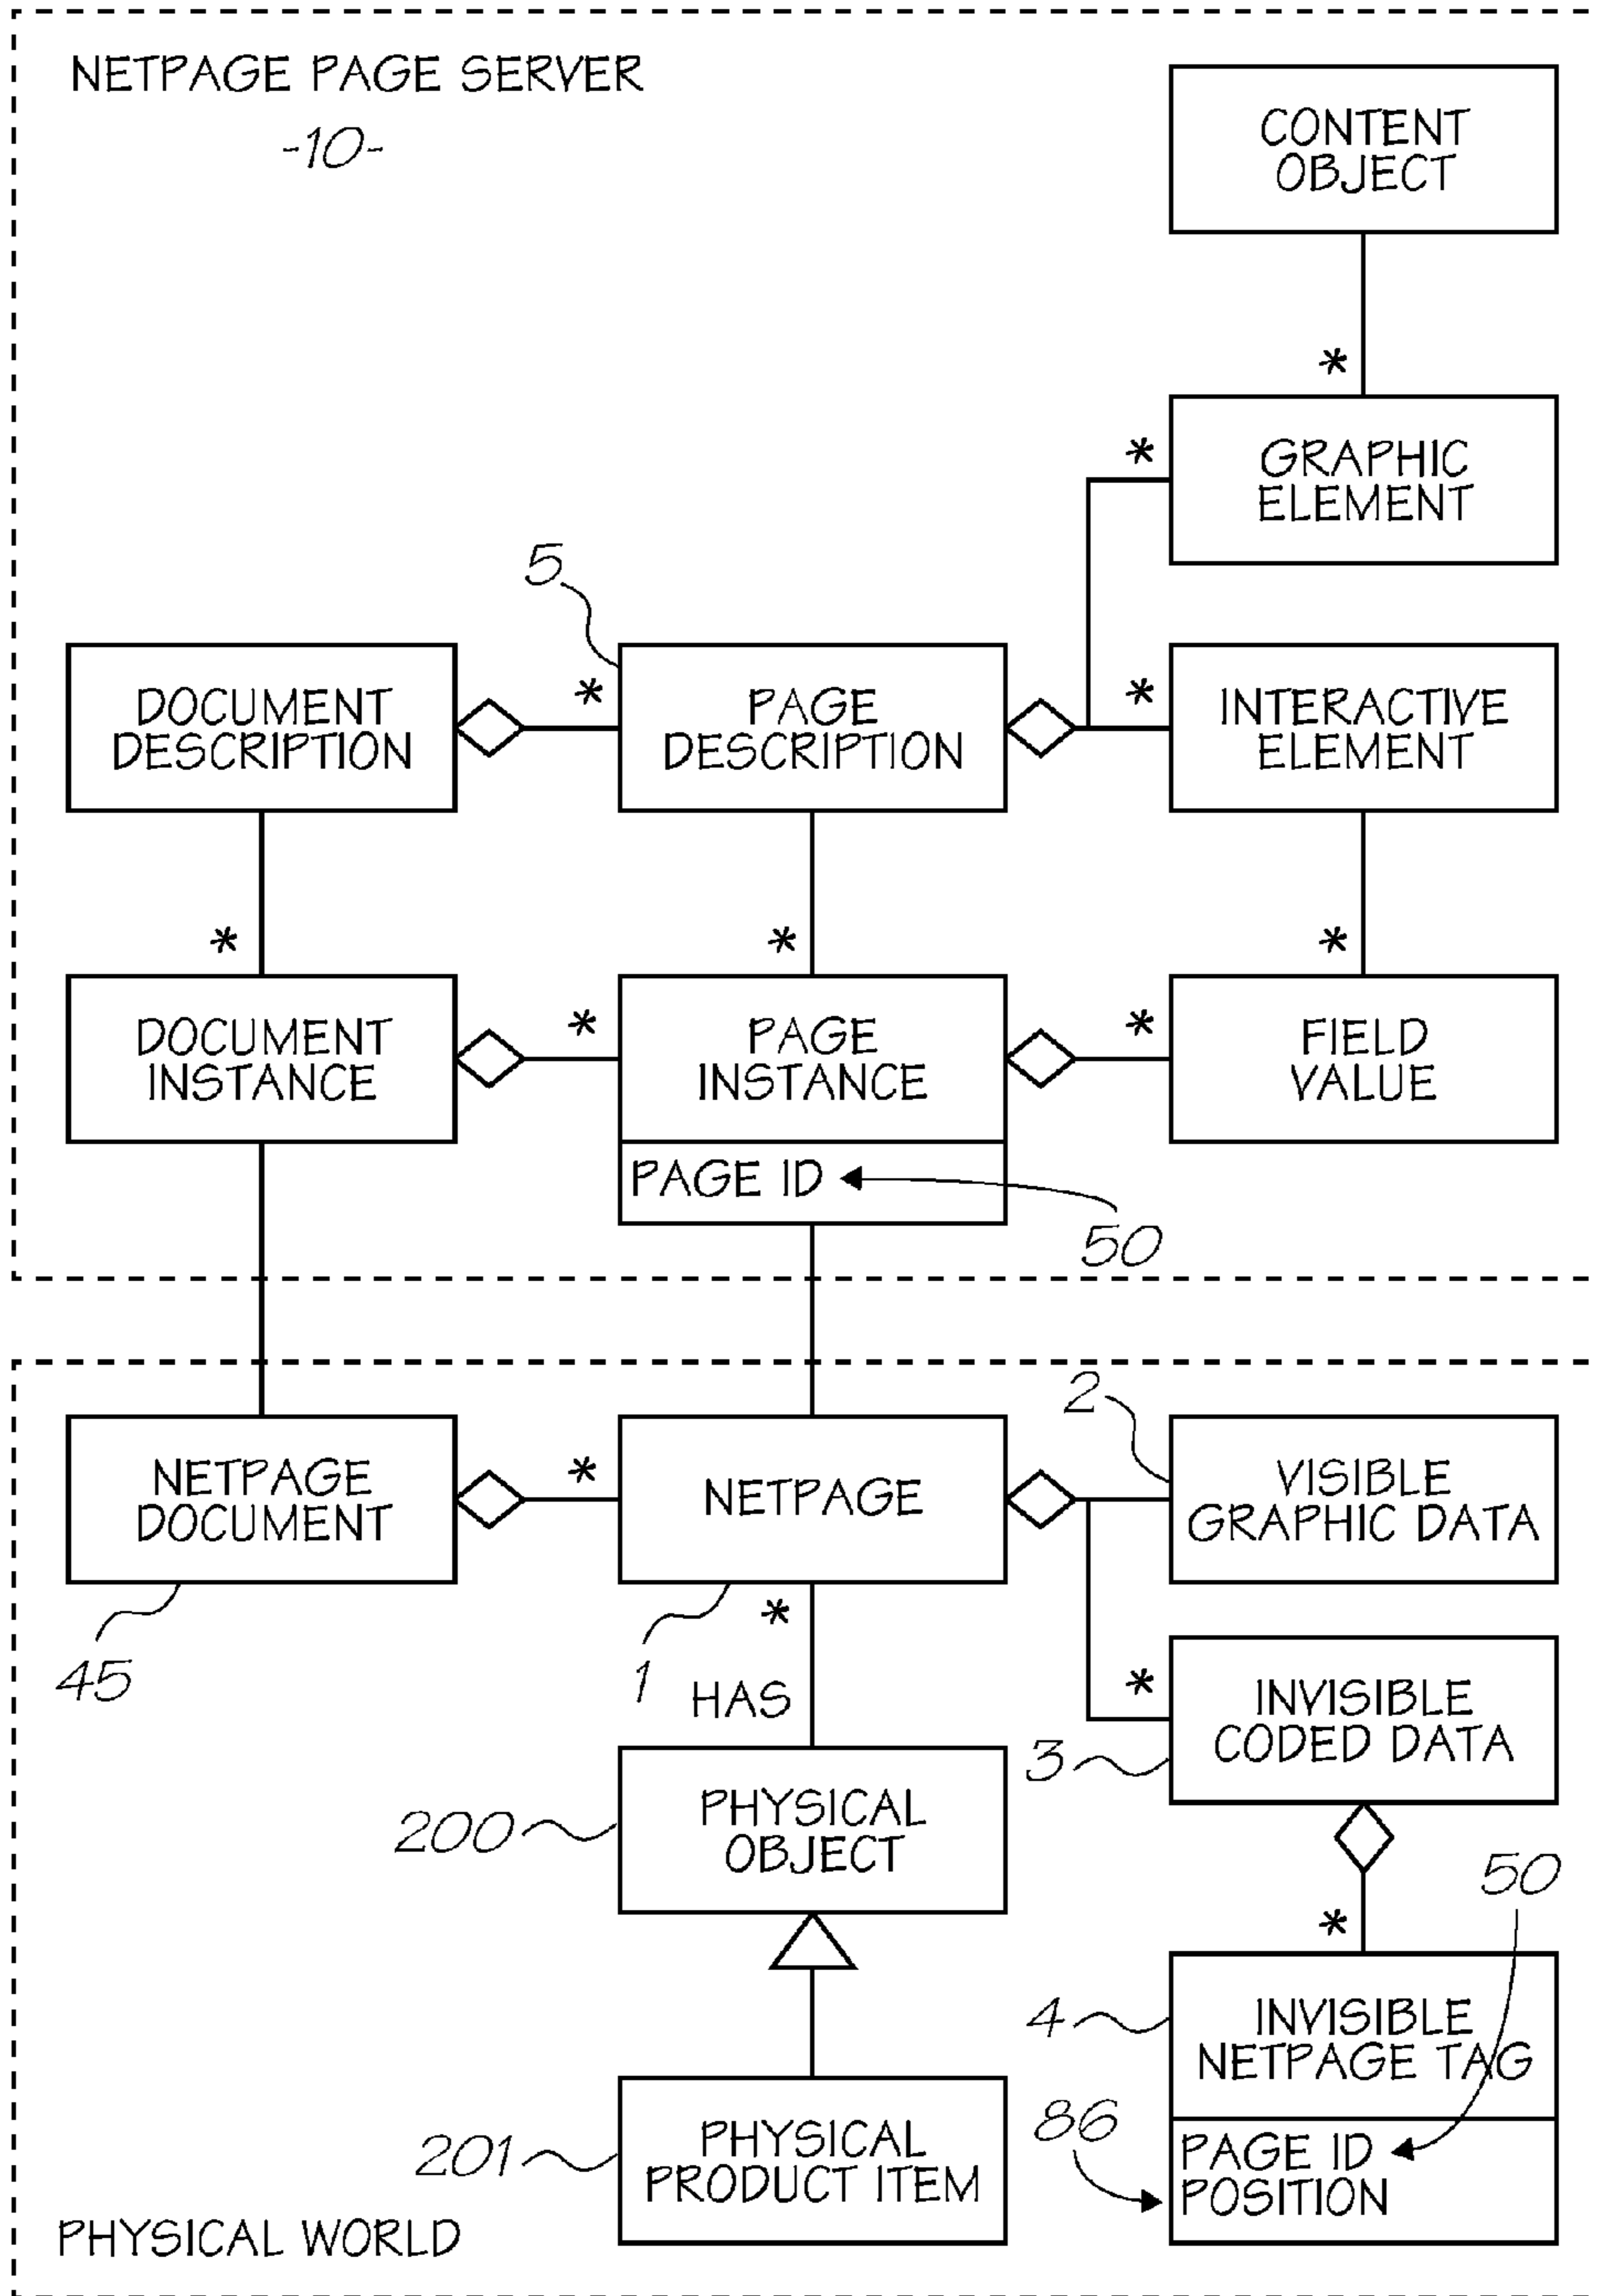 NETPAGE PAGE SERVER
-10-
CONTENT
OBJECT
*
*
GRAPHIC
ELEMENT
5
DOCUMENT
DESCRIPTION
*
PAGE
DESCRIPTION
*
INTERACTIVE
ELEMENT
*
*
*
DOCUMENT
INSTANCE
*
PAGE
INSTANCE
*
FIELD
VALUE
PAGE ID
50
2
NETPAGE
DOCUMENT
*
NETPAGE
VISIBLE
GRAPHIC DATA
45
1
*
HAS
*
INVISIBLE
CODED DATA
3
200
PHYSICAL
OBJECT
50
*
4
INVISIBLE
NETPAGE TAG
86
PAGE ID
POSITION
201
PHYSICAL
PRODUCT ITEM
PHYSICAL WORLD